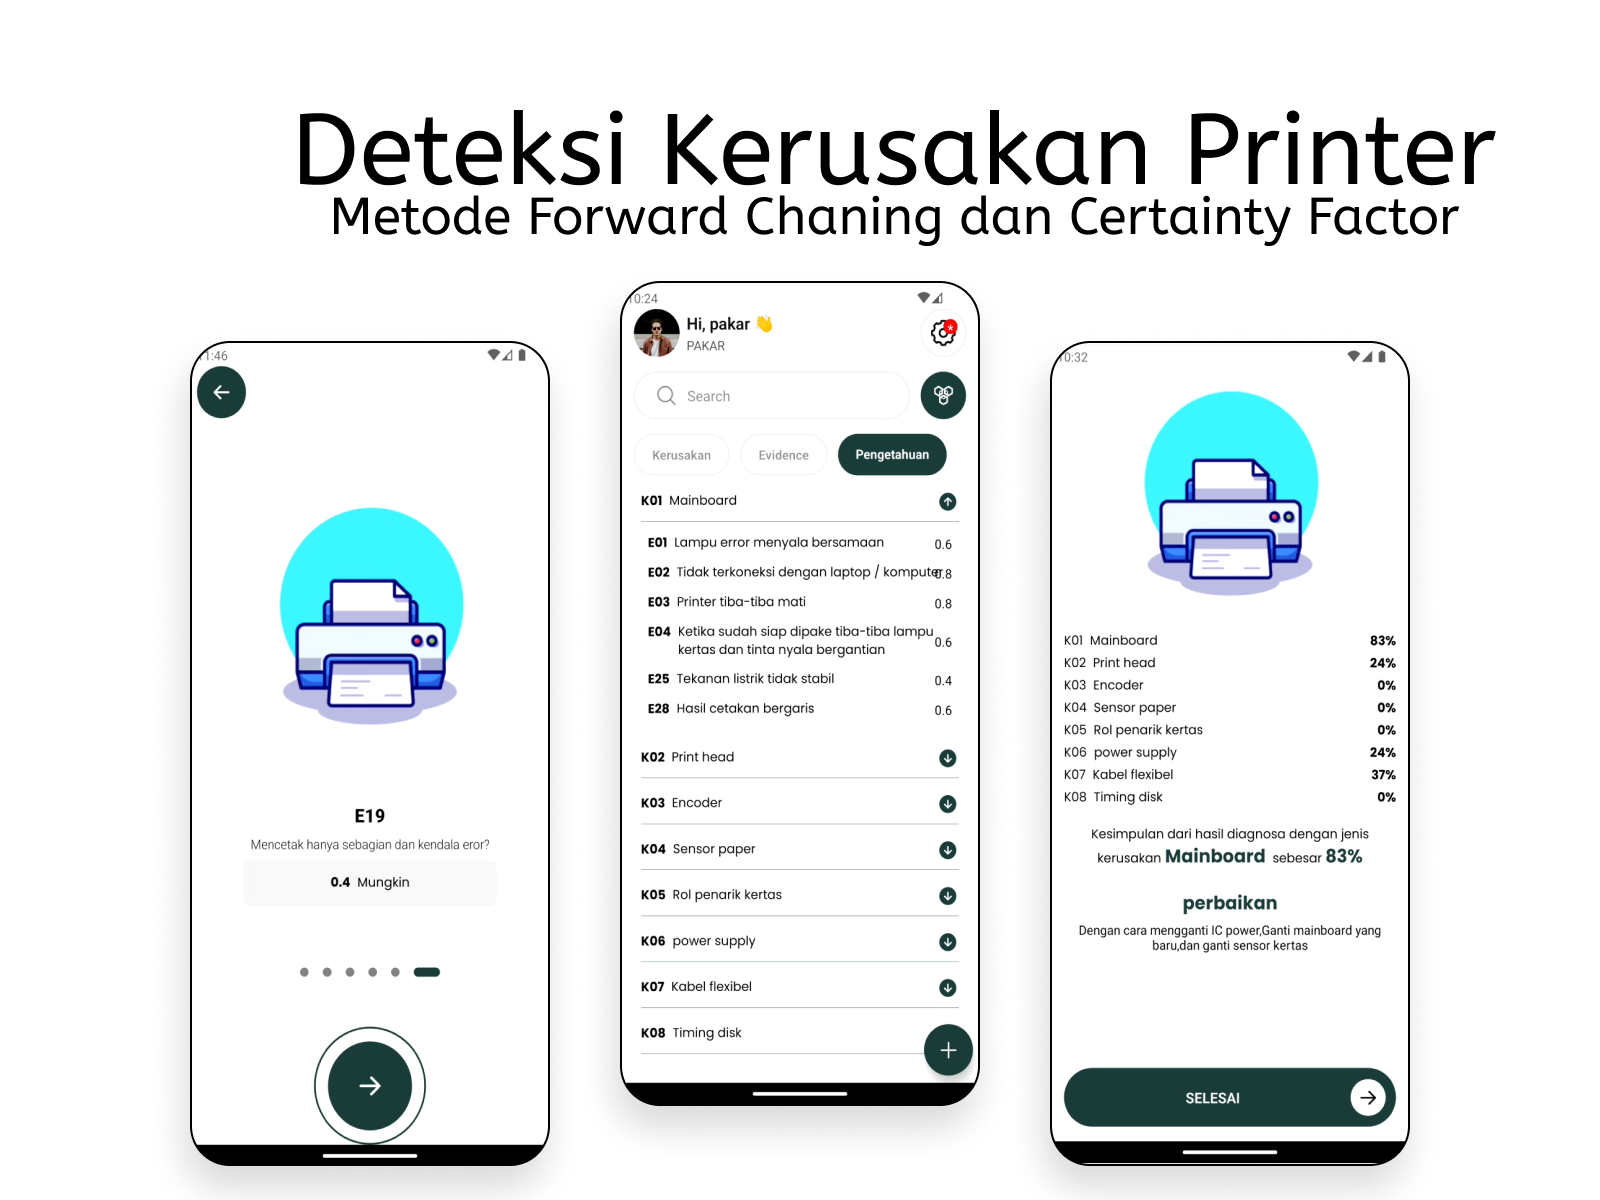 Deteksi Kerusakan Printer
Metode Forward Chaning dan Certainty Factor
11:46
E19
Mencetak hanya sebagian dan kendala eror?
0.4 Mungkin
10:24
Hi, pakar 👋
PAKAR
Search
Kerusakan Evidence Pengetahuan
K01 Mainboard
E01 Lampu error menyala bersamaan 0.6
E02 Tidak terkoneksi dengan laptop / komputer 0.8
E03 Printer tiba-tiba mati 0.8
E04 Ketika sudah siap dipake tiba-tiba lampu
kertas dan tinta nyala bergantian 0.6
E25 Tekanan listrik tidak stabil 0.4
E28 Hasil cetakan bergaris 0.6
K02 Print head
K03 Encoder
K04 Sensor paper
K05 Rol penarik kertas
K06 power supply
K07 Kabel flexibel
K08 Timing disk
10:32
K01 Mainboard 83%
K02 Print head 24%
K03 Encoder 0%
K04 Sensor paper 0%
K05 Rol penarik kertas 0%
K06 power supply 24%
K07 Kabel flexibel 37%
K08 Timing disk 0%
Kesimpulan dari hasil diagnosa dengan jenis
kerusakan Mainboard sebesar 83%
perbaikan
Dengan cara mengganti IC power,Ganti mainboard yang
baru,dan ganti sensor kertas
SELESAI